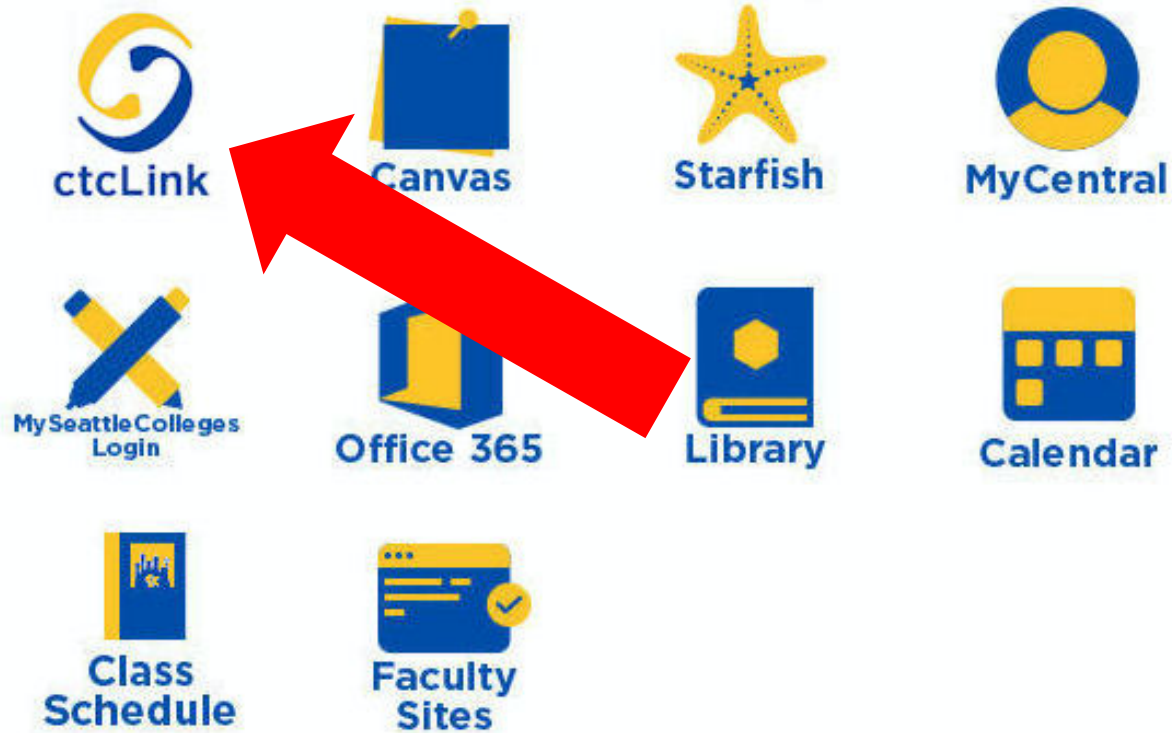 ctcLink
Canvas
Starfish
MyCentral
MySeattleColleges
Login
Office 365
Library
Calendar
Class
Schedule
Faculty
Sites